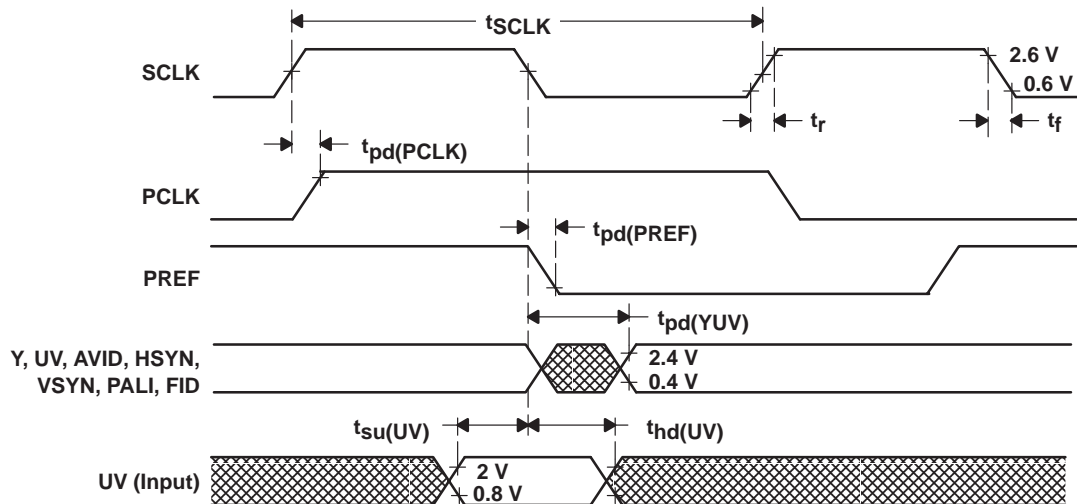 tSCLK
SCLK
2.6 V
0.6 V
tr
tf
tpd(PCLK)
PCLK
tpd(PREF)
PREF
tpd(YUV)
Y, UV, AVID, HSYN,
VSYN, PALI, FID
2.4 V
0.4 V
tsu(UV)
thd(UV)
UV (Input)
2 V
0.8 V